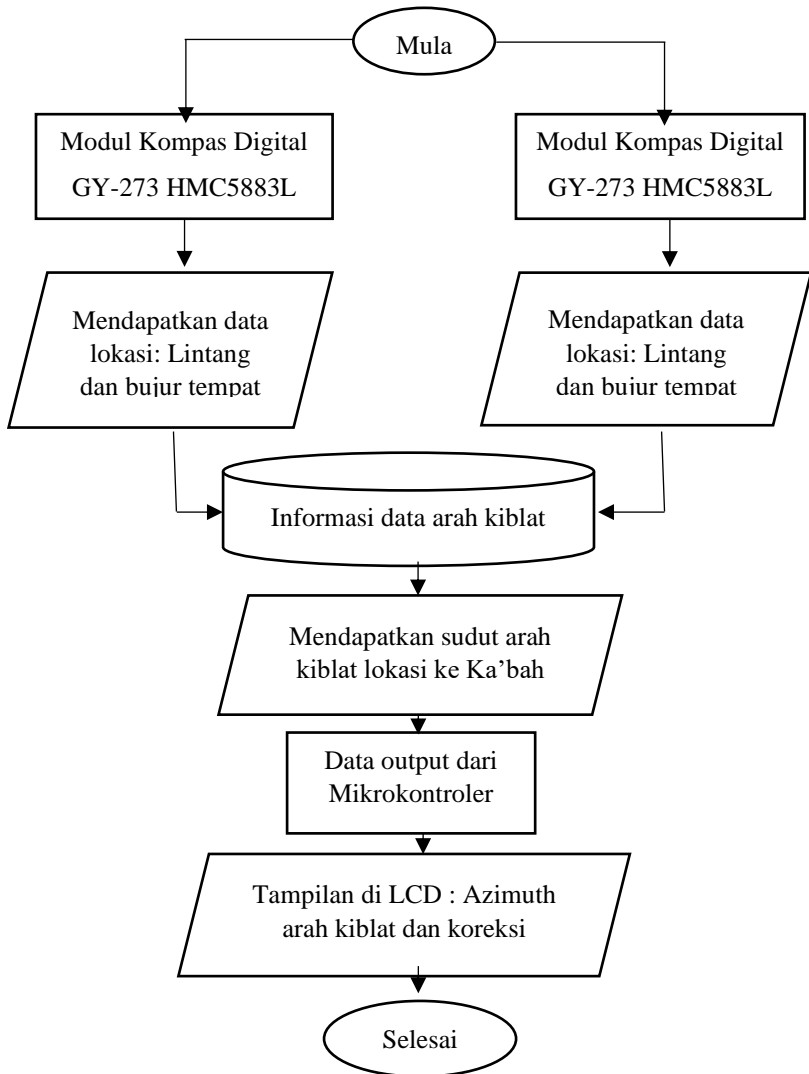 Mula
Modul Kompas Digital
GY-273 HMC5883L
Modul Kompas Digital
GY-273 HMC5883L
Mendapatkan data
lokasi: Lintang
dan bujur tempat
Mendapatkan data
lokasi: Lintang
dan bujur tempat
Informasi data arah kiblat
Mendapatkan sudut arah
kiblat lokasi ke Ka’bah
Data output dari
Mikrokontroler
Tampilan di LCD : Azimuth
arah kiblat dan koreksi
Selesai